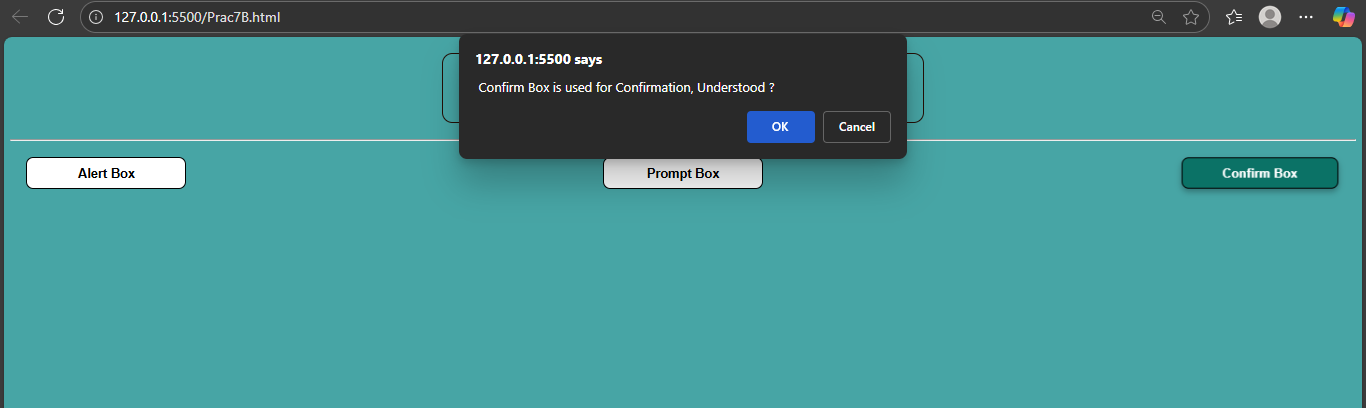 127.0.0.1:5500/Prac7B.html
127.0.0.1:5500 says
Confirm Box is used for Confirmation, Understood ?
OK
Cancel
Alert Box
Prompt Box
Confirm Box